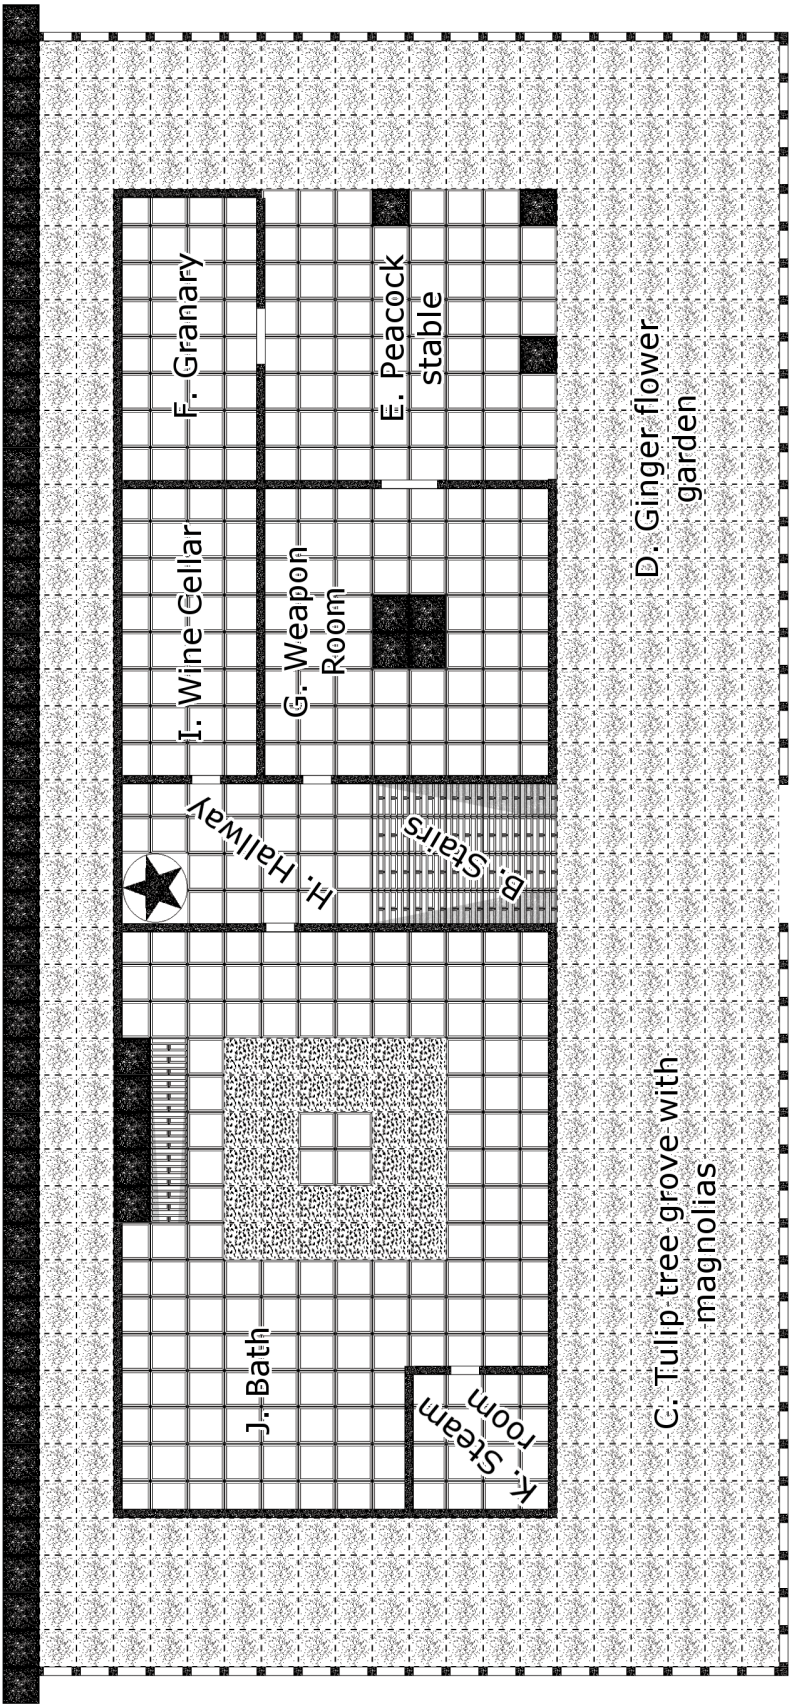 B. Stairs
C. Tulip tree grove with
magnolias
D. Ginger flower
garden
E. Peacock
stable
F. Granary
G. Weapon
Room
H. Hallway
I. Wine Cellar
J. Bath
K. Steam
room